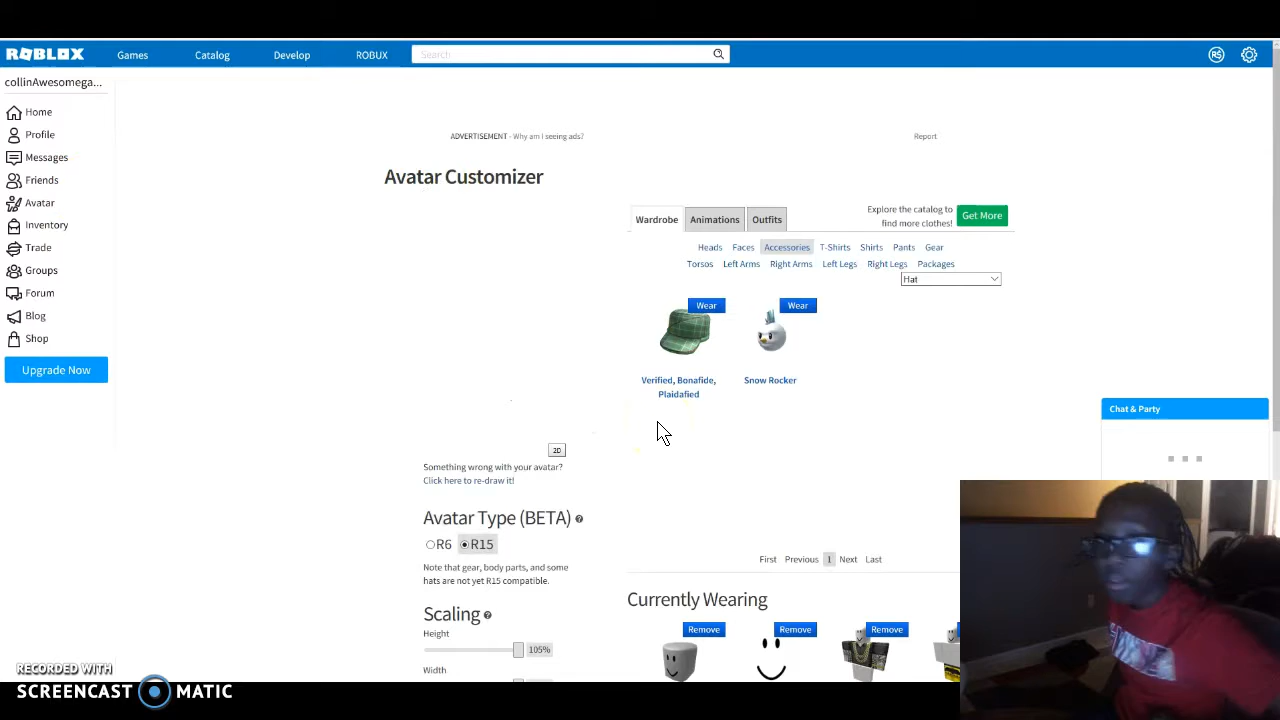 ROBLOX Games Catalog Develop ROBUX Search R$
collinAwesomega...
Home
Profile
Messages
Friends
Avatar
Inventory
Trade
Groups
Forum
Blog
Shop
Upgrade Now
ADVERTISEMENT - Why am I seeing ads?
Report
Avatar Customizer
Wardrobe Animations Outfits
Explore the catalog to
find more clothes!
Get More
Heads Faces Accessories T-Shirts Shirts Pants Gear
Torsos Left Arms Right Arms Left Legs Right Legs Packages
Hat
Wear
Verified, Bonafide,
Plaidafied
Wear
Snow Rocker
2D
Something wrong with your avatar?
Click here to re-draw it!
Avatar Type (BETA) ?
R6 R15
Note that gear, body parts, and some
hats are not yet R15 compatible.
Scaling ?
Height
105%
Width
First Previous 1 Next Last
Currently Wearing
Remove Remove Remove
Chat & Party
RECORDED WITH
SCREENCAST MATIC